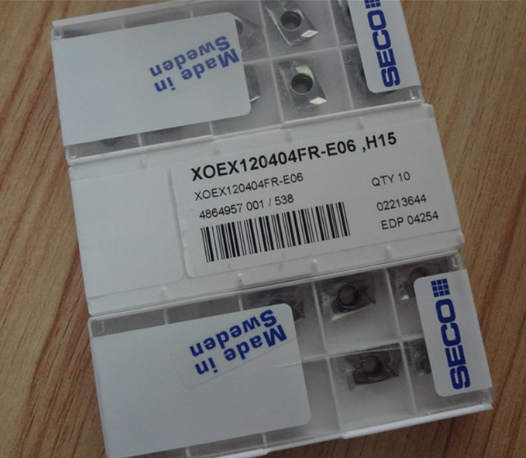 Made in
Sweden
SECO
XOEX120404FR-E06 ,H15
XOEX120404FR-E06
QTY 10
4864957 001 / 538
02213644
EDP 04254
Made in
Sweden
SECO